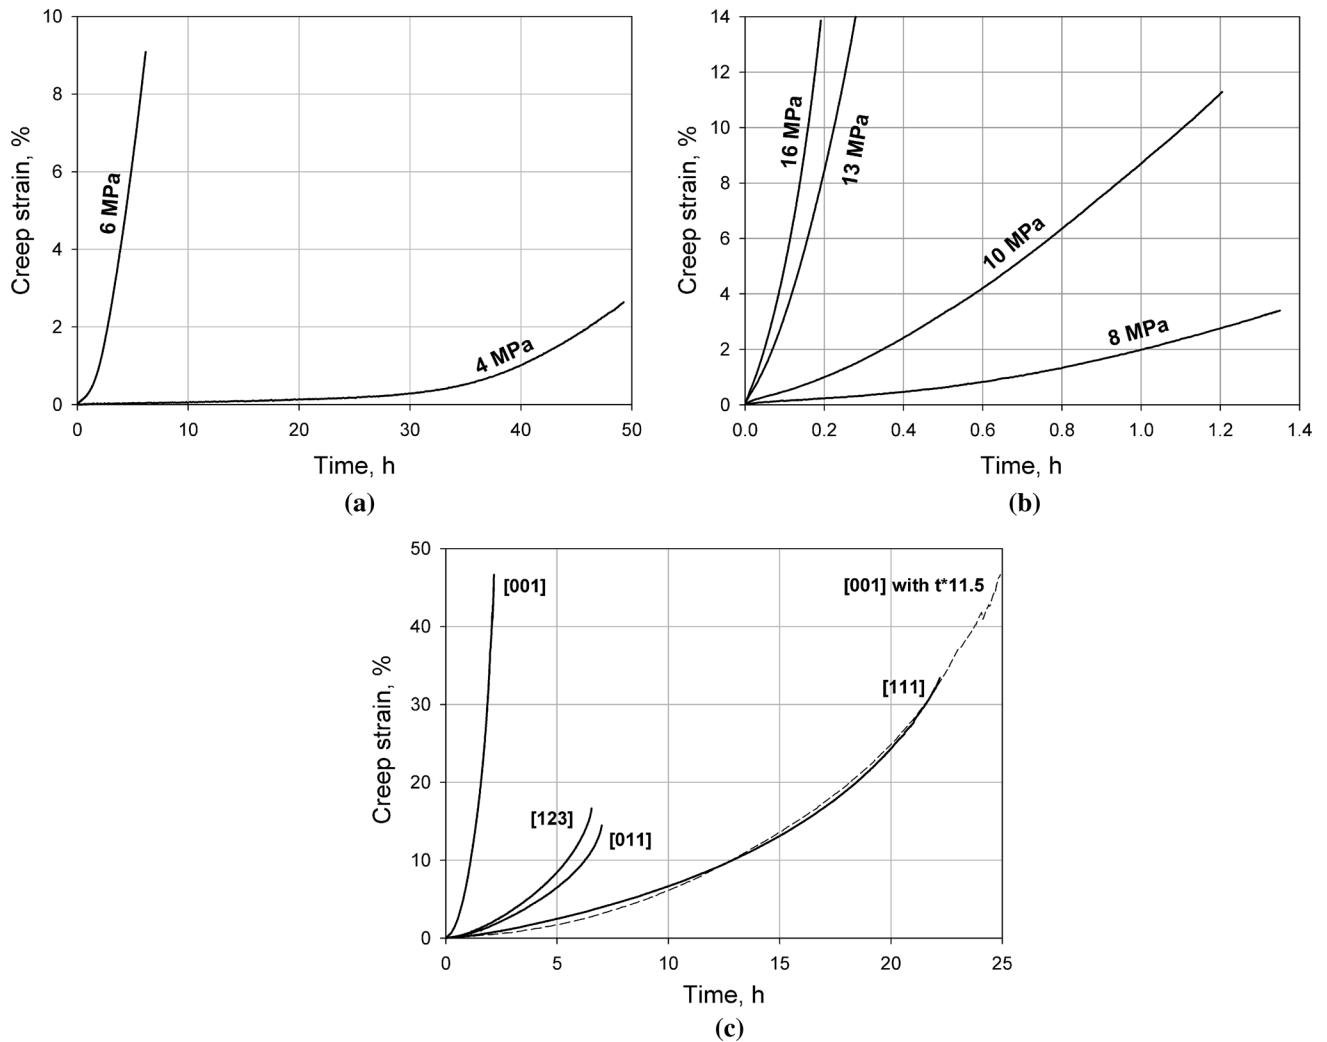 10
8
6
4
2
0
Creep strain, %
6 MPa
4 MPa
0 10 20 30 40 50
Time, h
(a)
14
12
10
8
6
4
2
0
Creep strain, %
16 MPa
13 MPa
10 MPa
8 MPa
0.0 0.2 0.4 0.6 0.8 1.0 1.2 1.4
Time, h
(b)
50
40
30
20
10
0
Creep strain, %
[001]
[001] with t*11.5
[111]
[123]
[011]
0 5 10 15 20 25
Time, h
(c)